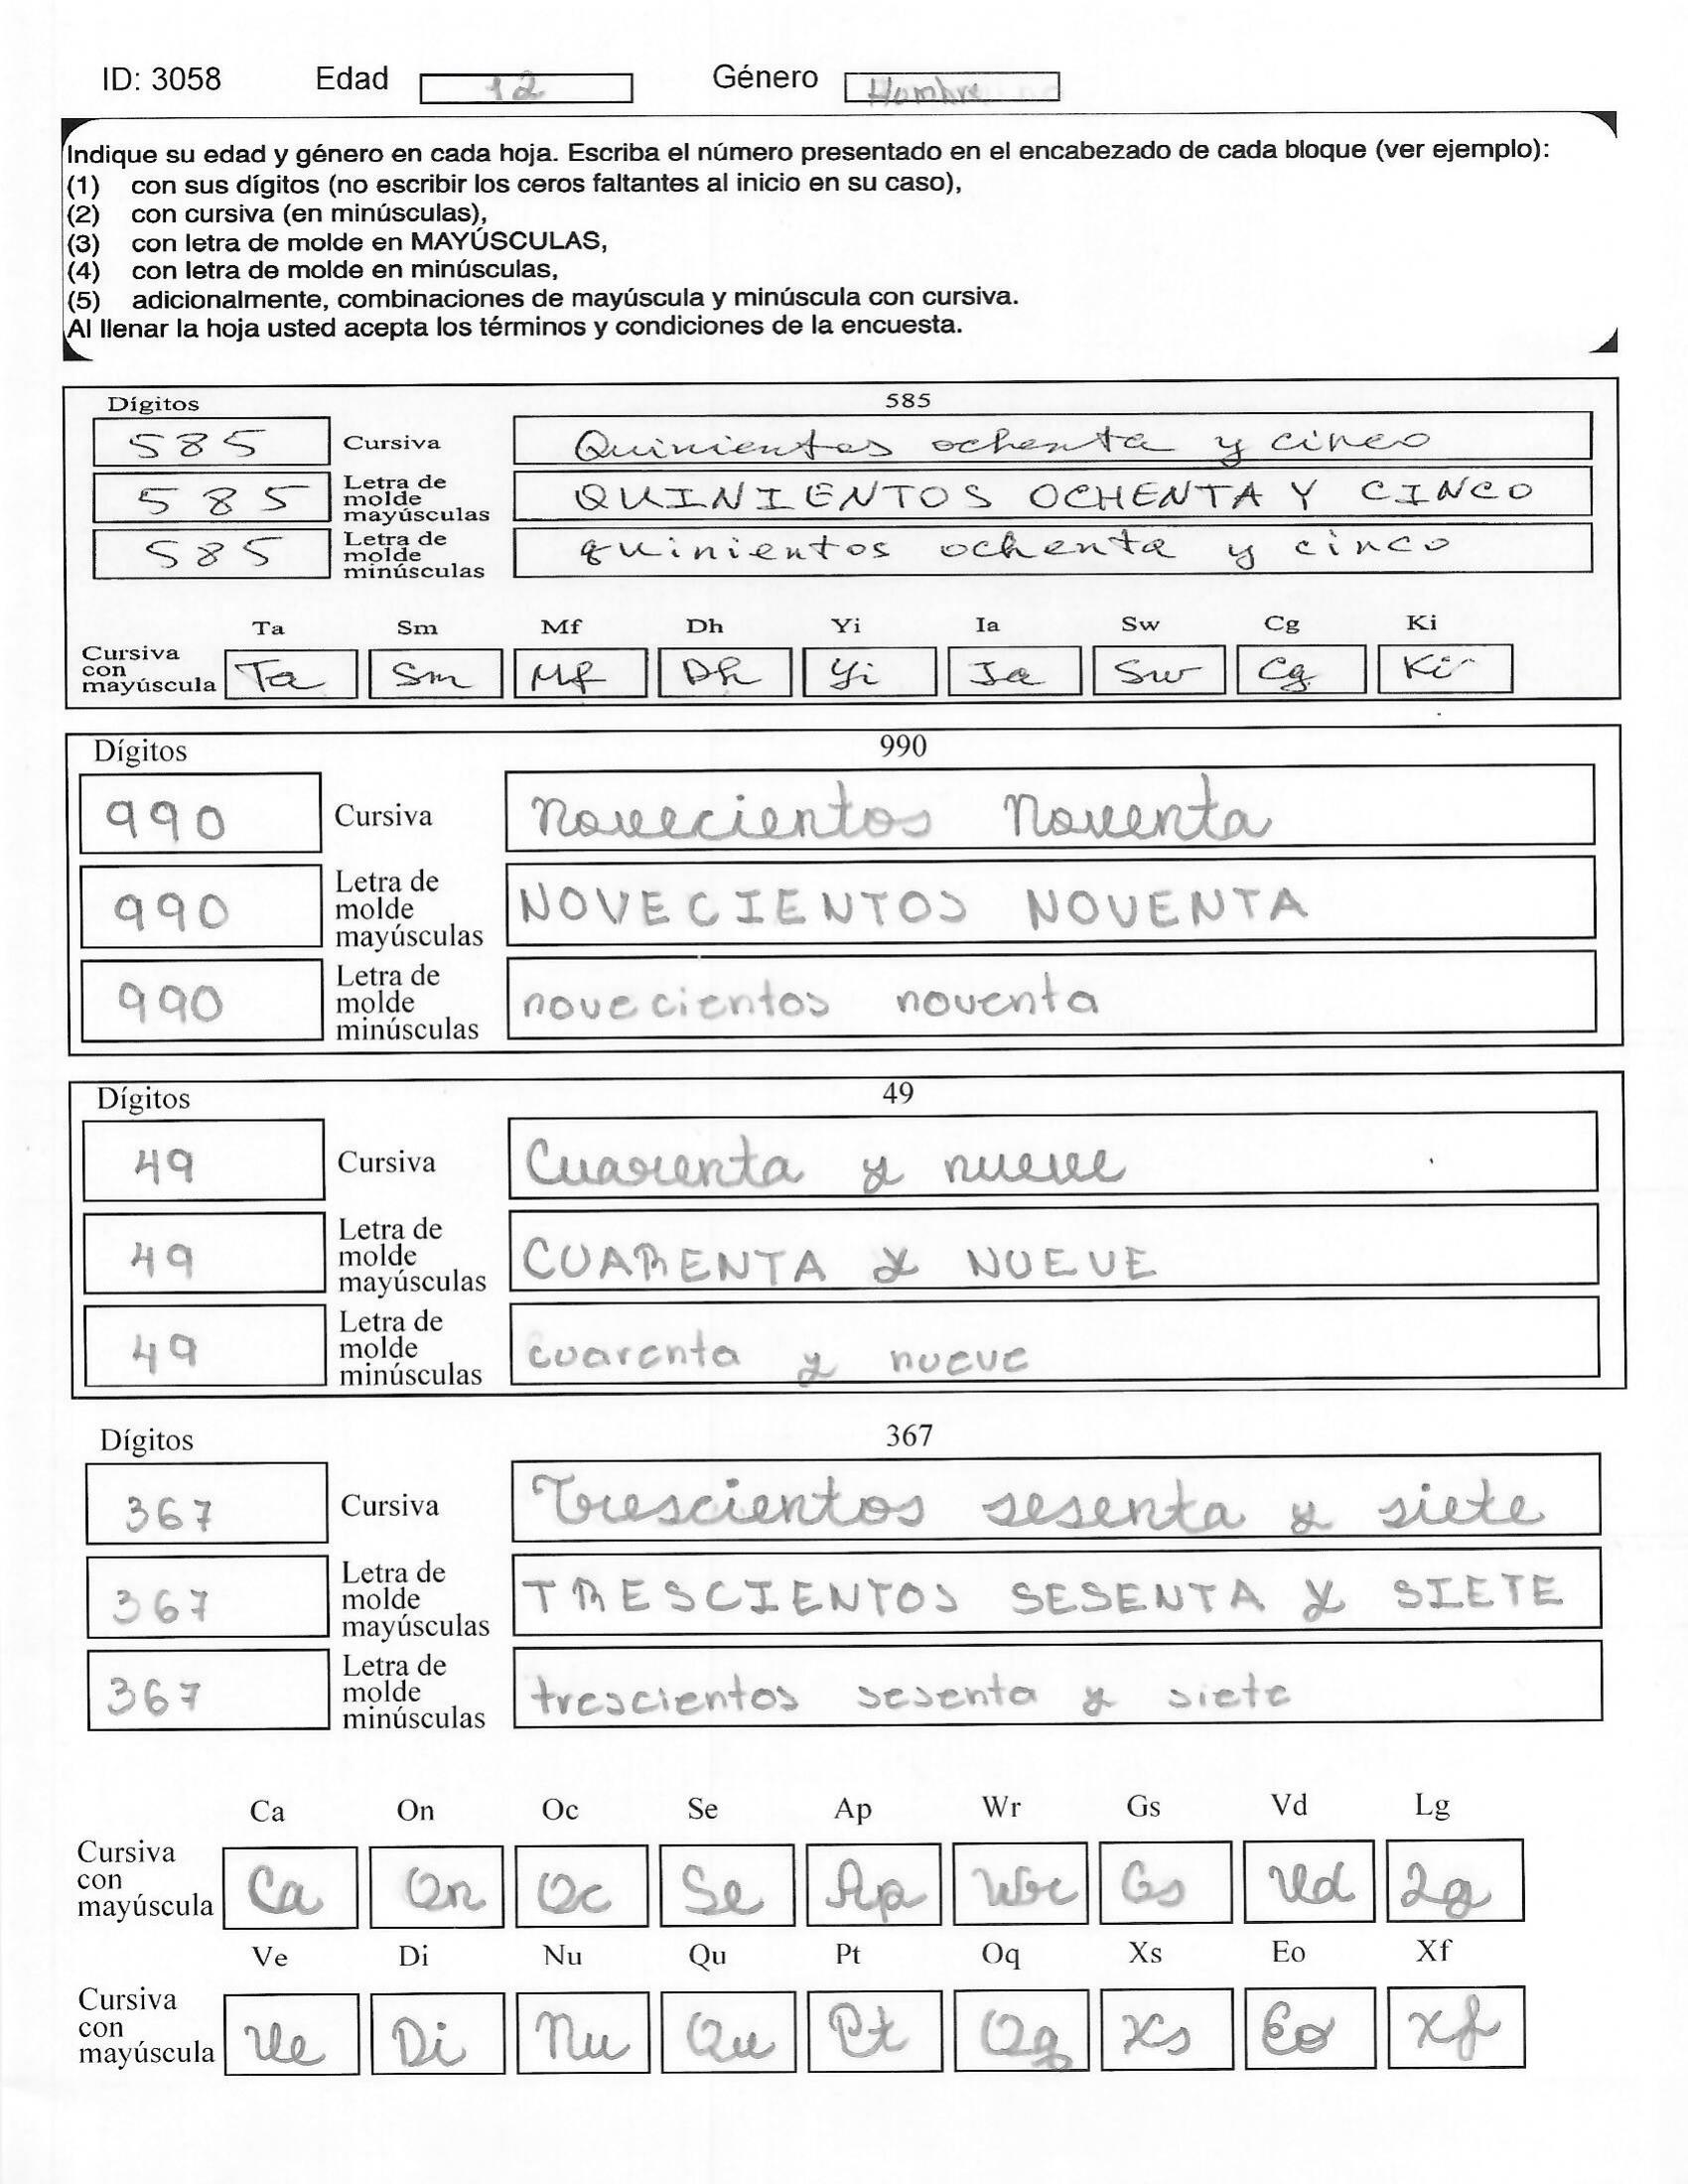 ID: 3058 Edad 12 Género Hombre
Indique su edad y género en cada hoja. Escriba el número presentado en el encabezado de cada bloque (ver ejemplo):
(1) con sus dígitos (no escribir los ceros faltantes al inicio en su caso),
(2) con cursiva (en minúsculas),
(3) con letra de molde en MAYÚSCULAS,
(4) con letra de molde en minúsculas,
(5) adicionalmente, combinaciones de mayúscula y minúscula con cursiva.
Al llenar la hoja usted acepta los términos y condiciones de la encuesta.
Dígitos 585
585 Cursiva Quinientos ochenta y cinco
585 Letra de molde mayúsculas QUINIENTOS OCHENTA Y CINCO
585 Letra de molde minúsculas quinientos ochenta y cinco
Ta Sm Mf Dh Yi Ia Sw Cg Ki
Cursiva con mayúscula Ta Sm Mf Dh Yi Ia Sw Cg Ki
Dígitos 990
990 Cursiva Novecientos Noventa
990 Letra de molde mayúsculas NOVECIENTOS NOVENTA
990 Letra de molde minúsculas novecientos noventa
Dígitos 49
49 Cursiva Cuarenta y nueve
49 Letra de molde mayúsculas CUARENTA y NUEVE
49 Letra de molde minúsculas cuarenta y nueve
Dígitos 367
367 Cursiva Trescientos sesenta y siete
367 Letra de molde mayúsculas TRESCIENTOS SESENTA y SIETE
367 Letra de molde minúsculas trescientos sesenta y siete
Ca On Oc Se Ap Wr Gs Vd Lg
Cursiva con mayúscula Ca On Oc Se Ap Wr Gs Vd Lg
Ve Di Nu Qu Pt Oq Xs Eo Xf
Cursiva con mayúscula Ve Di Nu Qu Pt Oq Xs Eo Xf